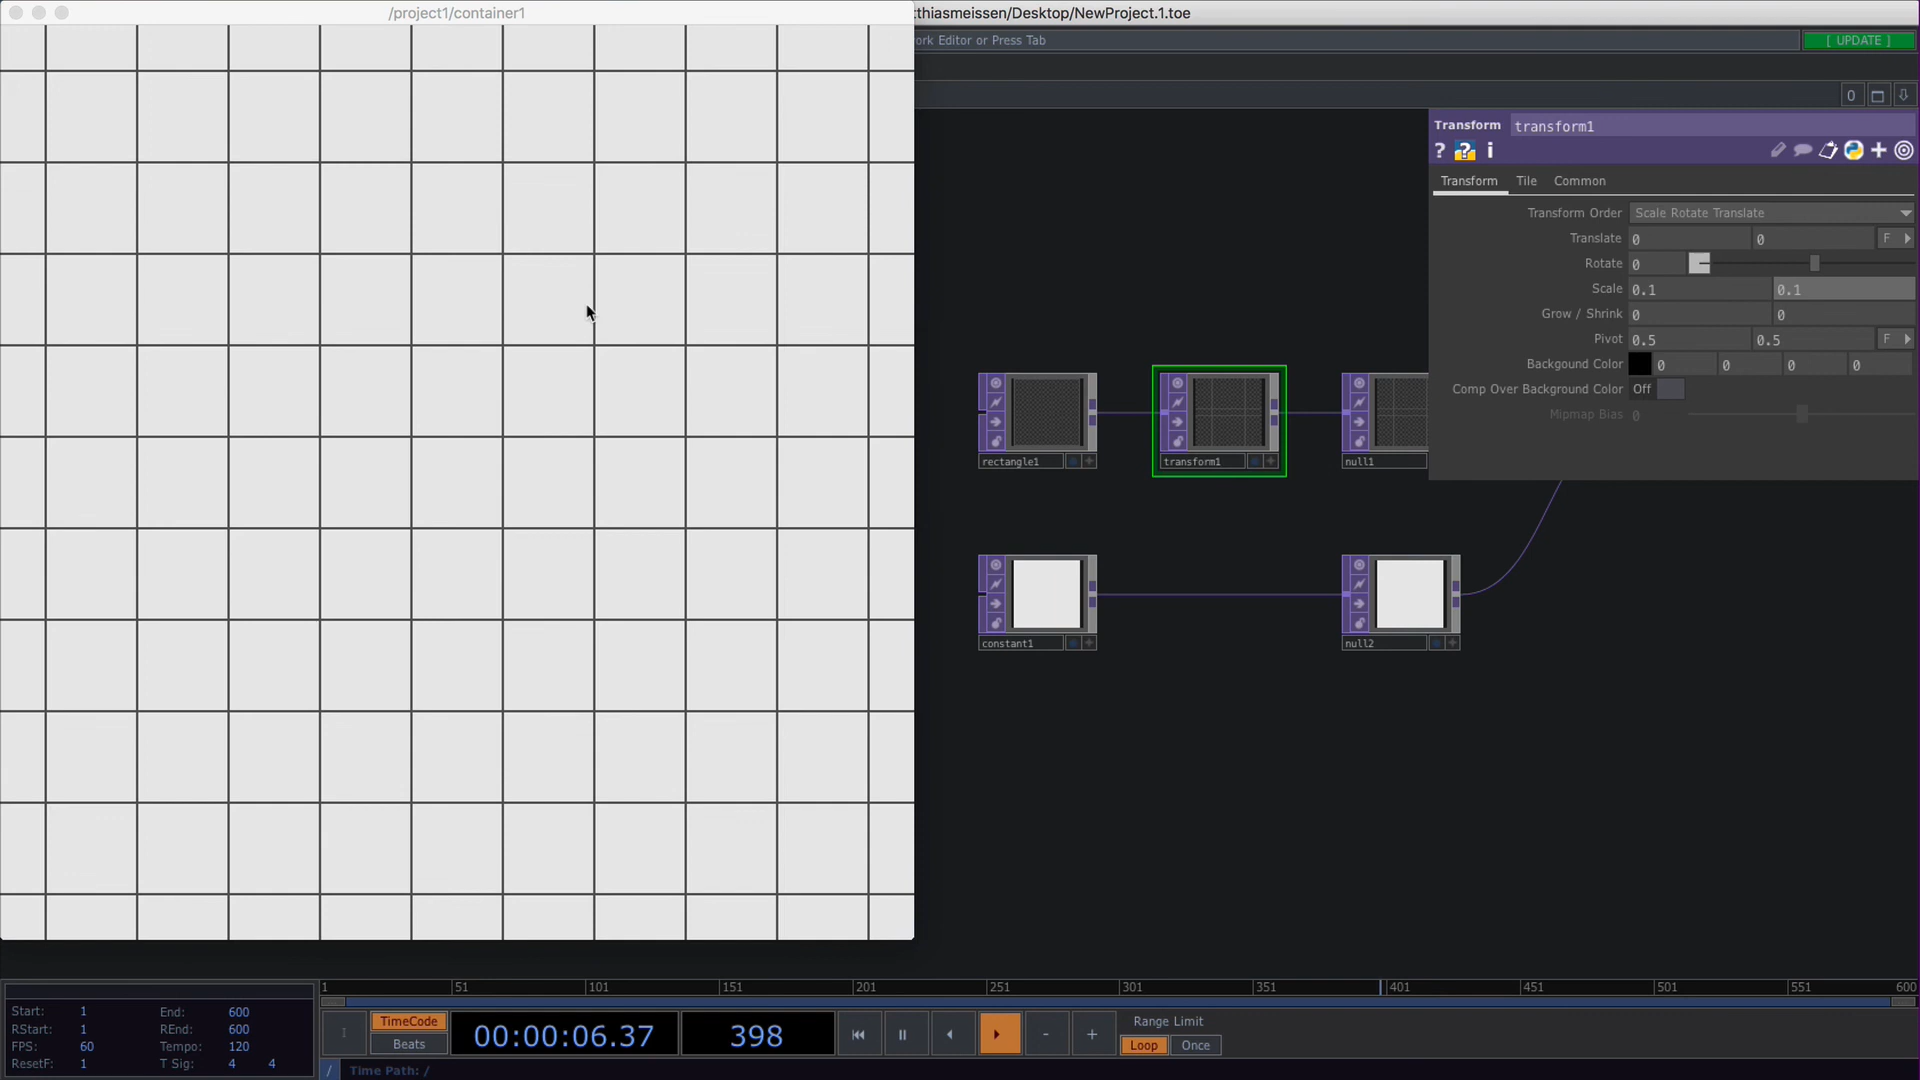 /project1/container1
tthiasmeissen/Desktop/NewProject.1.toe
ork Editor or Press Tab
[ UPDATE ]
0
Transform transform1
? ? i
Transform Tile Common
Transform Order Scale Rotate Translate
Translate 0 0 F
Rotate 0
Scale 0.1 0.1
Grow / Shrink 0 0
Pivot 0.5 0.5 F
Background Color 0 0 0 0
Comp Over Background Color Off
Mipmap Bias 0
rectangle1
transform1
null1
constant1
null2
1 51 101 151 201 251 301 351 401 451 501 551 600
Start: 1 End: 600
RStart: 1 REnd: 600
FPS: 60 Tempo: 120
ResetF: 1 T Sig: 4 4
TimeCode
Beats
00:00:06.37
398
- +
Range Limit
Loop Once
/ Time Path: /